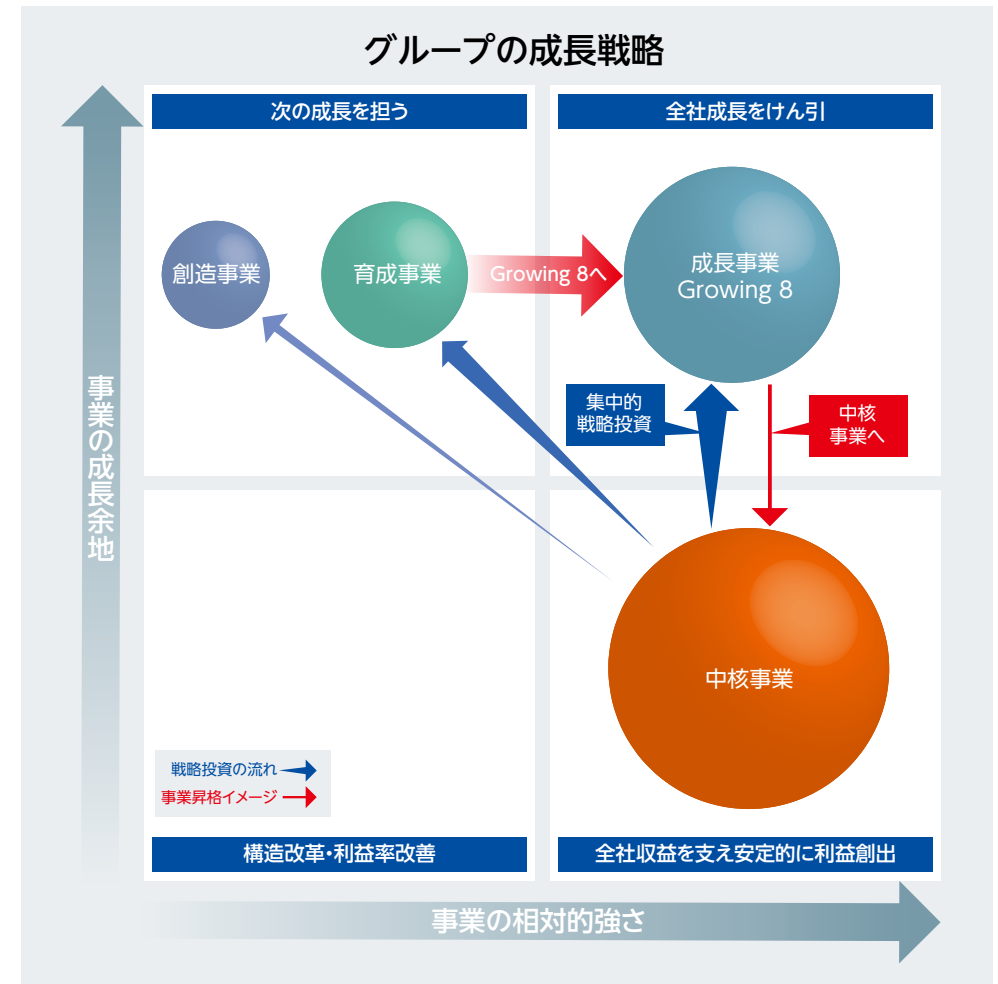 グループの成長戦略
次の成長を担う
全社成長をけん引
創造事業
育成事業
Growing 8へ
成長事業
Growing 8
集中的
戦略投資
中核
事業へ
事業の成長余地
中核事業
戦略投資の流れ
事業昇格イメージ
構造改革・利益率改善
全社収益を支え安定的に利益創出
事業の相対的強さ